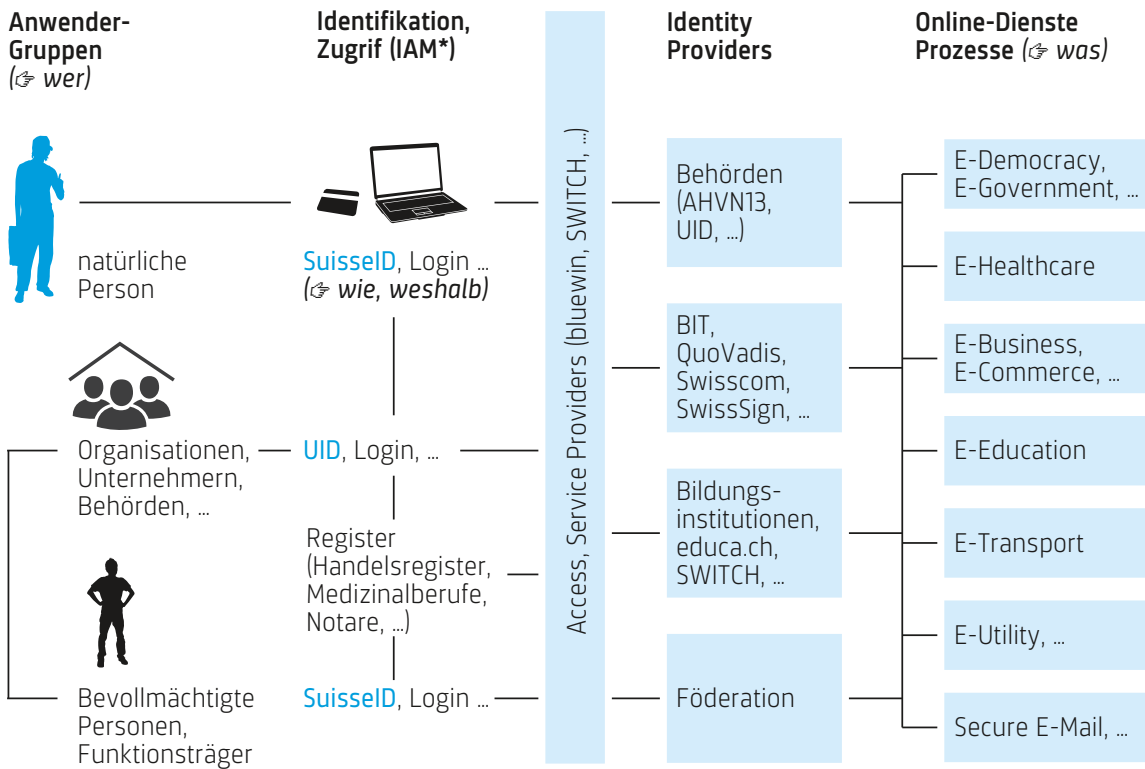 Anwender-
Gruppen
(☞ wer)
Identifikation,
Zugrif (IAM*)
Identity
Providers
Online-Dienste
Prozesse (☞ was)
natürliche
Person
SuisseID, Login ...
(☞ wie, weshalb)
Organisationen,
Unternehmern,
Behörden, ...
UID, Login, ...
Register
(Handelsregister,
Medizinalberufe,
Notare, ...)
Bevollmächtigte
Personen,
Funktionsträger
SuisseID, Login ...
Access, Service Providers (bluewin, SWITCH, ...)
Behörden
(AHVN13,
UID, ...)
BIT,
QuoVadis,
Swisscom,
SwissSign, ...
Bildungs-
institutionen,
educa.ch,
SWITCH, ...
Föderation
E-Democracy,
E-Government, ...
E-Healthcare
E-Business,
E-Commerce, ...
E-Education
E-Transport
E-Utility, ...
Secure E-Mail, ...